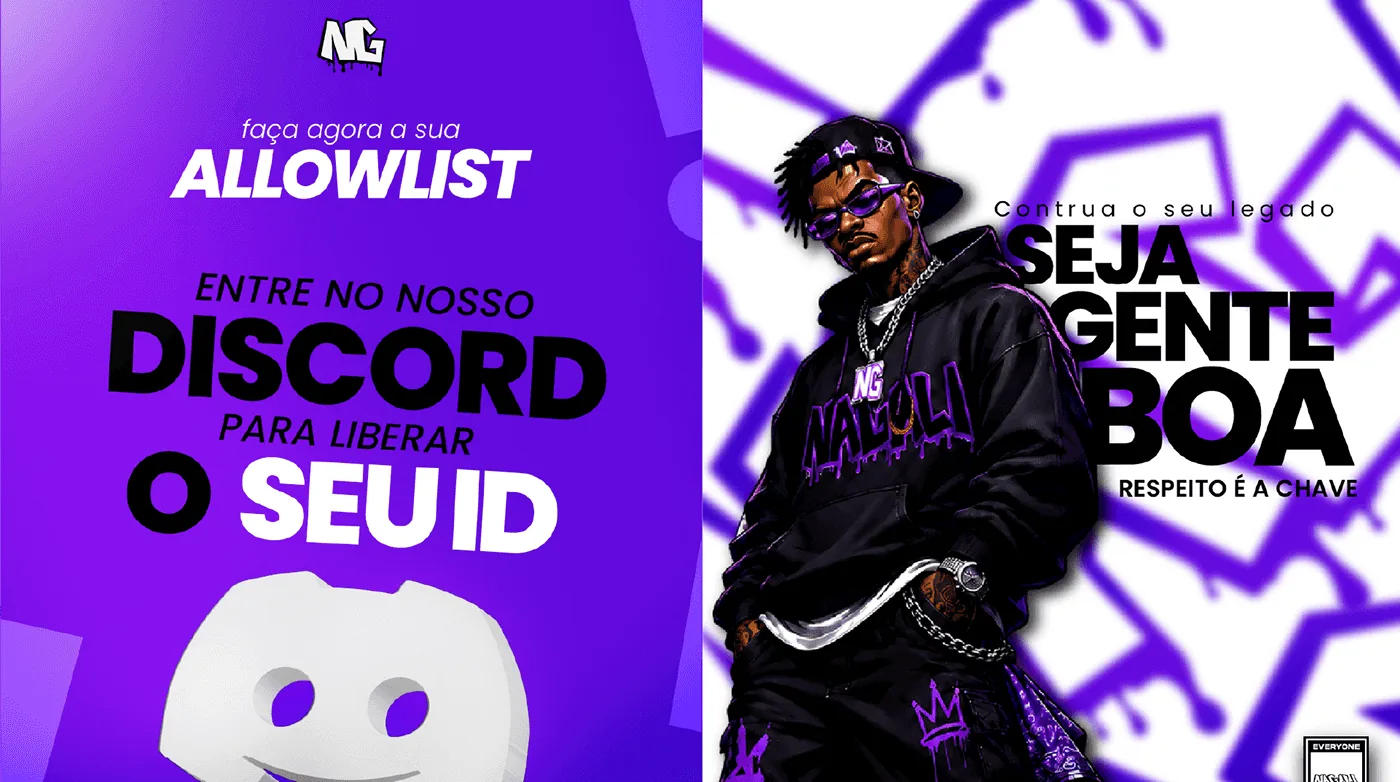 NG
faça agora a sua
ALLOWLIST
ENTRE NO NOSSO
DISCORD
PARA LIBERAR
O SEU ID
Contrua o seu legado
SEJA
GENTE
BOA
RESPEITO É A CHAVE
NG
EVERYONE